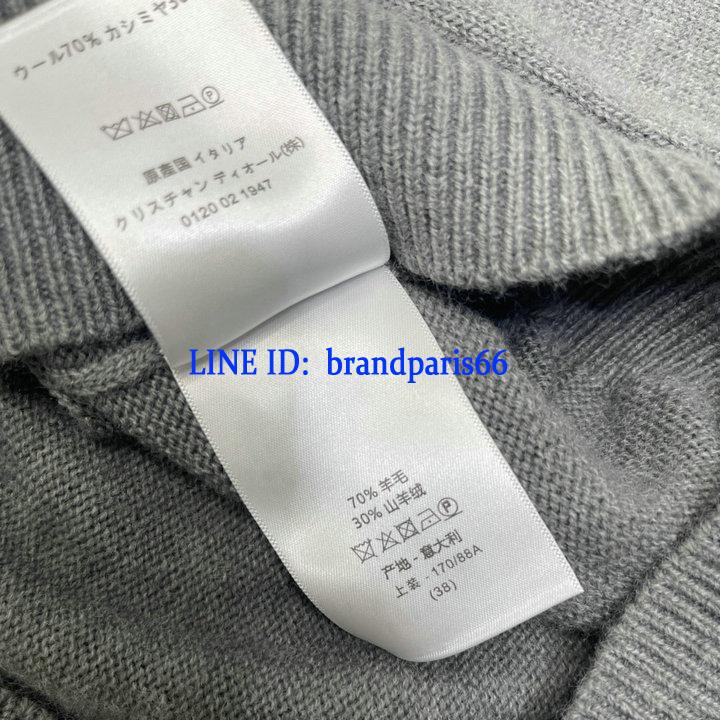 ウール70% カシミヤ30
原産国 イタリア
クリスチャン ディオール(株)
0120 02 1947
LINE ID: brandparis66
70% 羊毛
30% 山羊绒
产地 - 意大利
上装 - 170/88A
(38)